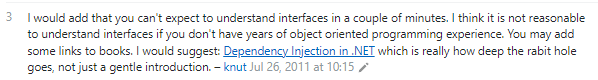 3 I would add that you can't expect to understand interfaces in a couple of minutes. I think it is not reasonable
to understand interfaces if you don't have years of object oriented programming experience. You may add
some links to books. I would suggest: Dependency Injection in .NET which is really how deep the rabit hole
goes, not just a gentle introduction. – knut Jul 26, 2011 at 10:15